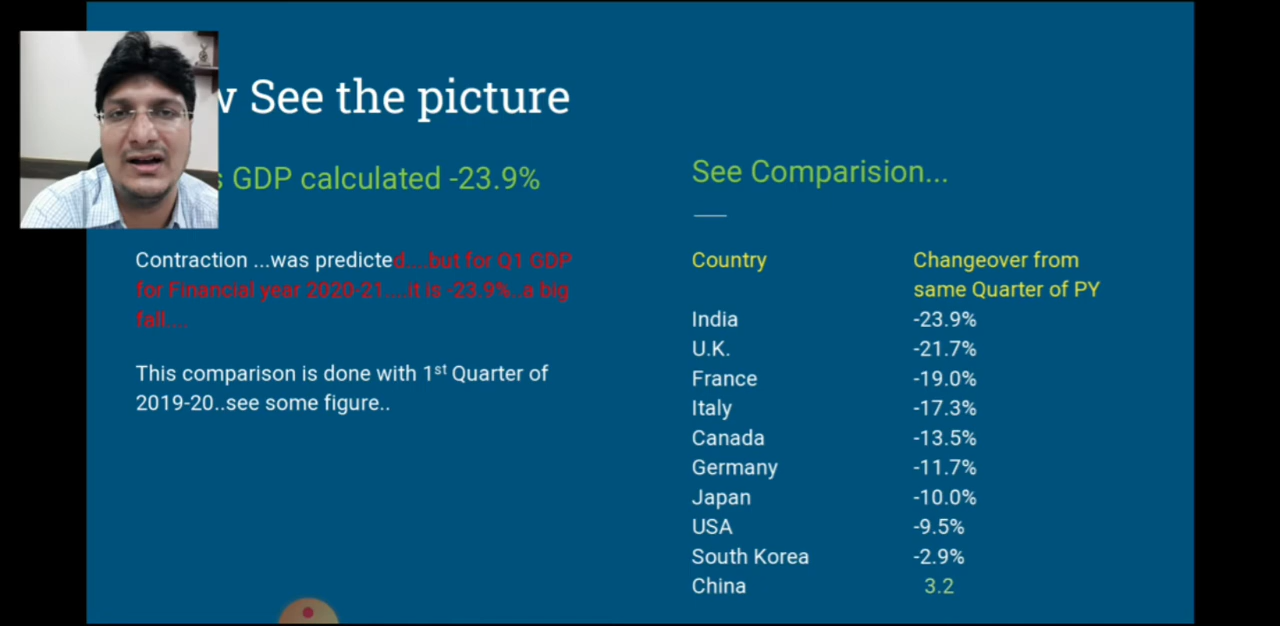 See the picture
GDP calculated -23.9%
Contraction ...was predicted....but for Q1 GDP
for Financial year 2020-21....it is -23.9%..a big
fall....
This comparison is done with 1st Quarter of
2019-20..see some figure..
See Comparision...
Country Changeover from
same Quarter of PY
India -23.9%
U.K. -21.7%
France -19.0%
Italy -17.3%
Canada -13.5%
Germany -11.7%
Japan -10.0%
USA -9.5%
South Korea -2.9%
China 3.2